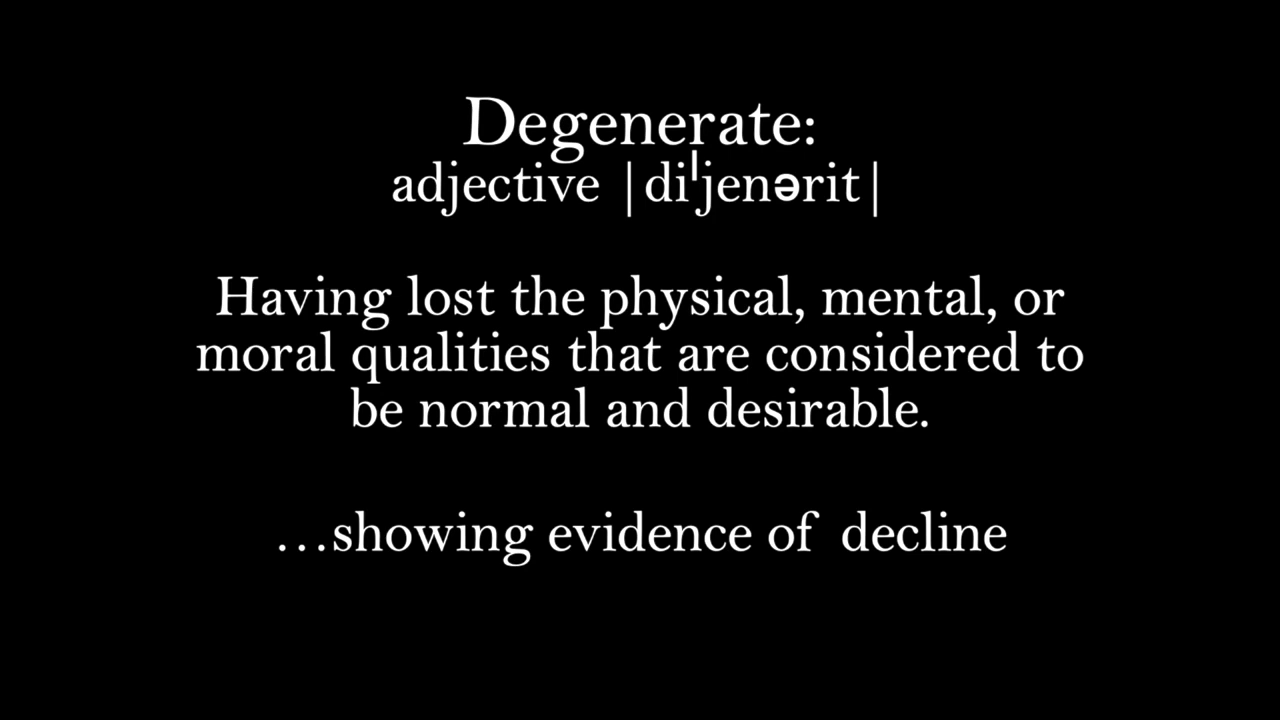 Degenerate:
adjective |diˈjenərit|
Having lost the physical, mental, or
moral qualities that are considered to
be normal and desirable.
…showing evidence of decline